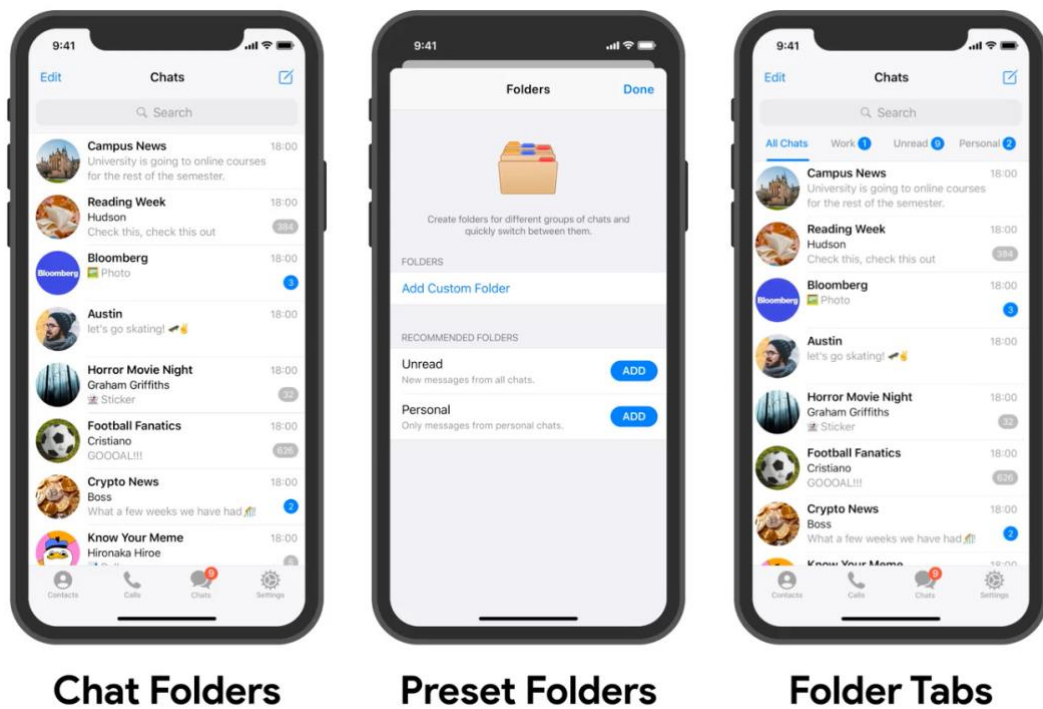 9:41
Edit
Chats
Search
Campus News 18:00
University is going to online courses
for the rest of the semester.
Reading Week 18:00
Hudson
Check this, check this out 384
Bloomberg
Bloomberg 18:00
Photo 3
Austin 18:00
let's go skating!
Horror Movie Night 18:00
Graham Griffiths
Sticker 32
Football Fanatics 18:00
Cristiano
GOOOAL!!! 626
Crypto News 18:00
Boss
What a few weeks we have had 2
Know Your Meme 18:00
Hironaka Hiroe
9
Contacts Calls Chats Settings
Chat Folders
9:41
Folders Done
Create folders for different groups of chats and
quickly switch between them.
FOLDERS
Add Custom Folder
RECOMMENDED FOLDERS
Unread
New messages from all chats.
ADD
Personal
Only messages from personal chats.
ADD
Preset Folders
9:41
Edit Chats
Search
All Chats Work 1 Unread 9 Personal 2
Campus News 18:00
University is going to online courses
for the rest of the semester.
Reading Week 18:00
Hudson
Check this, check this out 384
Bloomberg
Bloomberg 18:00
Photo 3
Austin 18:00
let's go skating!
Horror Movie Night 18:00
Graham Griffiths
Sticker 32
Football Fanatics 18:00
Cristiano
GOOOAL!!! 626
Crypto News 18:00
Boss
What a few weeks we have had 2
Know Your Meme 18:00
9
Contacts Calls Chats Settings
Folder Tabs